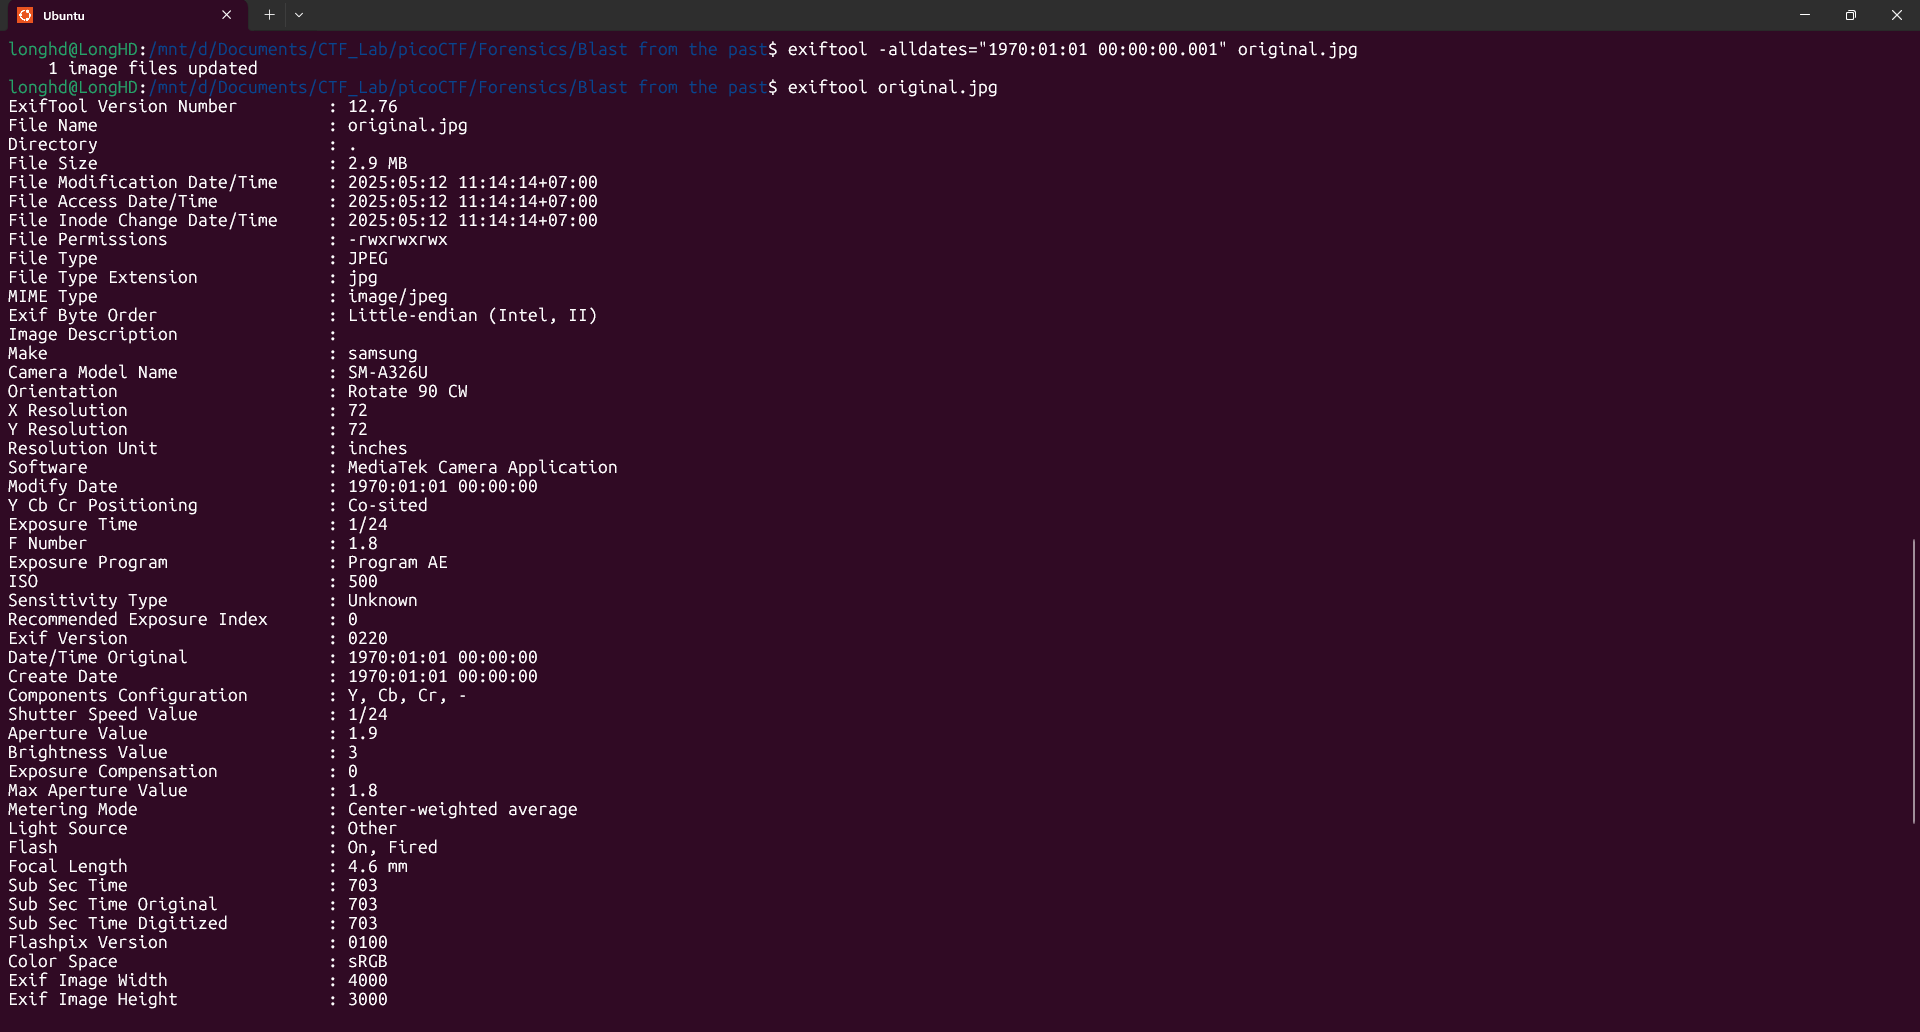 Ubuntu
longhd@LongHD:/mnt/d/Documents/CTF_Lab/picoCTF/Forensics/Blast from the past$ exiftool -alldates="1970:01:01 00:00:00.001" original.jpg
    1 image files updated
longhd@LongHD:/mnt/d/Documents/CTF_Lab/picoCTF/Forensics/Blast from the past$ exiftool original.jpg
ExifTool Version Number         : 12.76
File Name                       : original.jpg
Directory                       : .
File Size                       : 2.9 MB
File Modification Date/Time     : 2025:05:12 11:14:14+07:00
File Access Date/Time           : 2025:05:12 11:14:14+07:00
File Inode Change Date/Time     : 2025:05:12 11:14:14+07:00
File Permissions                : -rwxrwxrwx
File Type                       : JPEG
File Type Extension             : jpg
MIME Type                       : image/jpeg
Exif Byte Order                 : Little-endian (Intel, II)
Image Description               :
Make                            : samsung
Camera Model Name               : SM-A326U
Orientation                     : Rotate 90 CW
X Resolution                    : 72
Y Resolution                    : 72
Resolution Unit                 : inches
Software                        : MediaTek Camera Application
Modify Date                     : 1970:01:01 00:00:00
Y Cb Cr Positioning             : Co-sited
Exposure Time                   : 1/24
F Number                        : 1.8
Exposure Program                : Program AE
ISO                             : 500
Sensitivity Type                : Unknown
Recommended Exposure Index      : 0
Exif Version                    : 0220
Date/Time Original              : 1970:01:01 00:00:00
Create Date                     : 1970:01:01 00:00:00
Components Configuration        : Y, Cb, Cr, -
Shutter Speed Value             : 1/24
Aperture Value                  : 1.9
Brightness Value                : 3
Exposure Compensation           : 0
Max Aperture Value              : 1.8
Metering Mode                   : Center-weighted average
Light Source                    : Other
Flash                           : On, Fired
Focal Length                    : 4.6 mm
Sub Sec Time                    : 703
Sub Sec Time Original           : 703
Sub Sec Time Digitized          : 703
Flashpix Version                : 0100
Color Space                     : sRGB
Exif Image Width                : 4000
Exif Image Height               : 3000